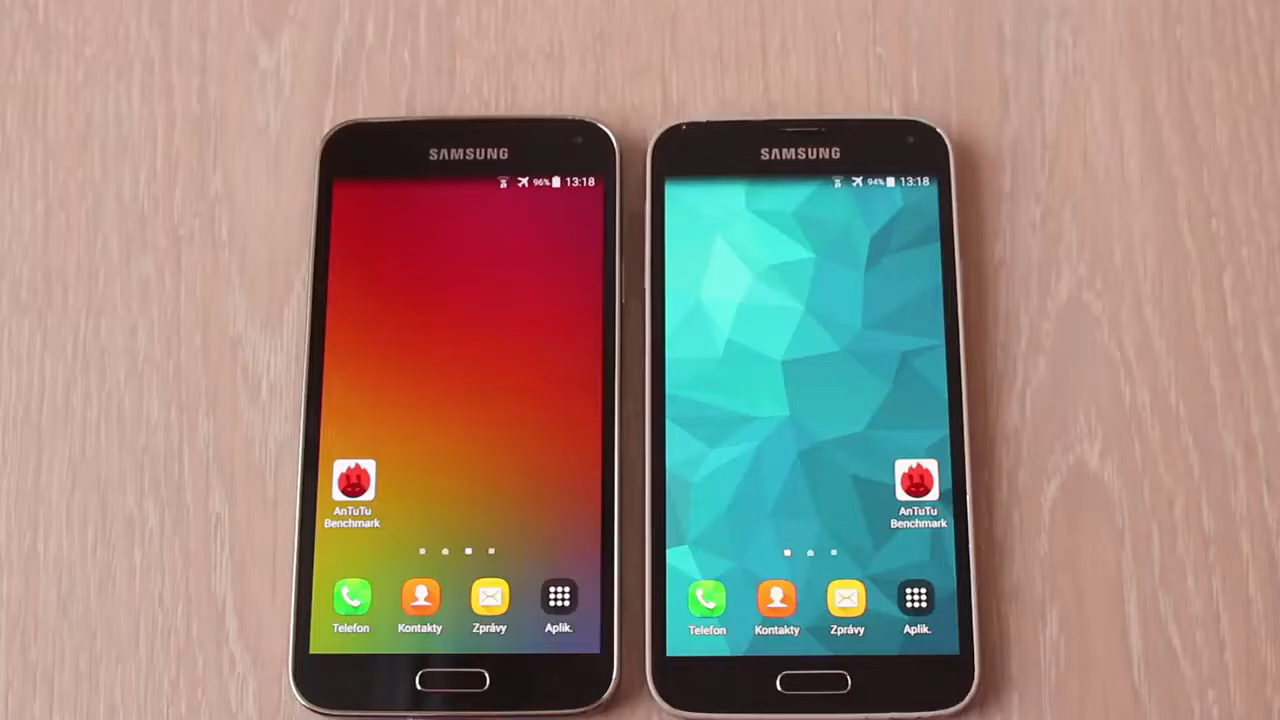 SAMSUNG
96% 13:18
AnTuTu
Benchmark
Telefon Kontakty Zprávy Aplik.
SAMSUNG
94% 13:18
AnTuTu
Benchmark
Telefon Kontakty Zprávy Aplik.